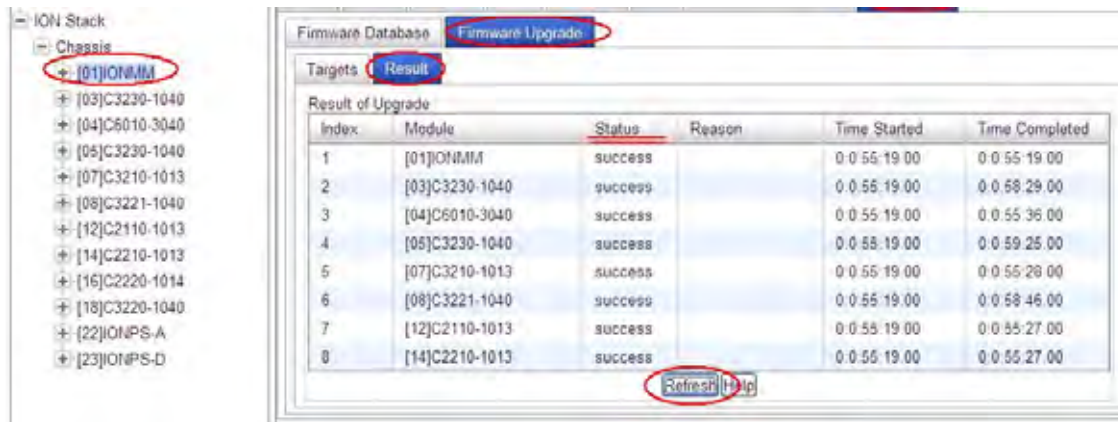 ION Stack
Chassis
[01]IONMM
[03]C3230-1040
[04]C6010-3040
[05]C3230-1040
[07]C3210-1013
[08]C3221-1040
[12]C2110-1013
[14]C2210-1013
[16]C2220-1014
[18]C3220-1040
[22]IONPS-A
[23]IONPS-D
Firmware Database Firmware Upgrade
Targets Result
Result of Upgrade
Index Module Status Reason Time Started Time Completed
1 [01]IONMM success 0:0:55:19.00 0:0:55:19.00
2 [03]C3230-1040 success 0:0:55:19.00 0:0:58:29.00
3 [04]C6010-3040 success 0:0:55:19.00 0:0:55:36.00
4 [05]C3230-1040 success 0:0:55:19.00 0:0:59:25.00
5 [07]C3210-1013 success 0:0:55:19.00 0:0:55:28.00
6 [08]C3221-1040 success 0:0:55:19.00 0:0:58:46.00
7 [12]C2110-1013 success 0:0:55:19.00 0:0:55:27.00
8 [14]C2210-1013 success 0:0:55:19.00 0:0:55:27.00
Refresh Help